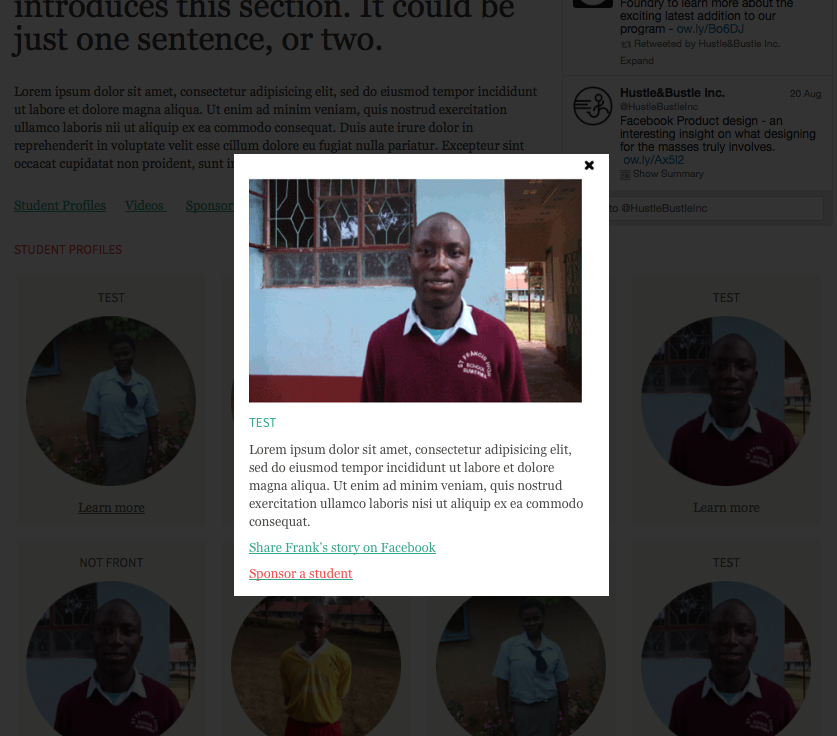 introduces this section. It could be
just one sentence, or two.
Lorem ipsum dolor sit amet, consectetur adipisicing elit, sed do eiusmod tempor incididunt
ut labore et dolore magna aliqua. Ut enim ad minim veniam, quis nostrud exercitation
ullamco laboris nii ut aliquip ex ea commodo consequat. Duis aute irure dolor in
reprehenderit in voluptate velit esse cillum dolore eu fugiat nulla pariatur. Excepteur sint
occacat cupidatat non proident, sunt in
Student Profiles Videos Sponsor
STUDENT PROFILES
Foundry to learn more about the
exciting latest addition to our
program - ow.ly/Bo6DJ
Retweeted by Hustle&Bustle Inc.
Expand
Hustle&Bustle Inc. 20 Aug
@HustleBustleInc
Facebook Product design - an
interesting insight on what designing
for the masses truly involves.
ow.ly/Ax5l2
Show Summary
to @HustleBustleInc
TEST
Learn more
TEST
Learn more
NOT FRONT
TEST
✖
ST FRANCIS HIGH
SCHOOL
TEST
Lorem ipsum dolor sit amet, consectetur adipisicing elit,
sed do eiusmod tempor incididunt ut labore et dolore
magna aliqua. Ut enim ad minim veniam, quis nostrud
exercitation ullamco laboris nisi ut aliquip ex ea commodo
consequat.
Share Frank's story on Facebook
Sponsor a student